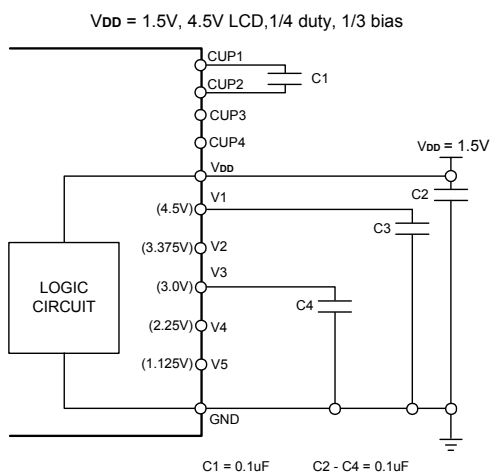 VDD = 1.5V, 4.5V LCD,1/4 duty, 1/3 bias
CUP1
C1
CUP2
CUP3
CUP4
VDD
VDD = 1.5V
V1
C2
(4.5V)
C3
(3.375V) V2
V3
(3.0V)
LOGIC
CIRCUIT
C4
(2.25V) V4
(1.125V) V5
GND
C1 = 0.1uF C2 - C4 = 0.1uF